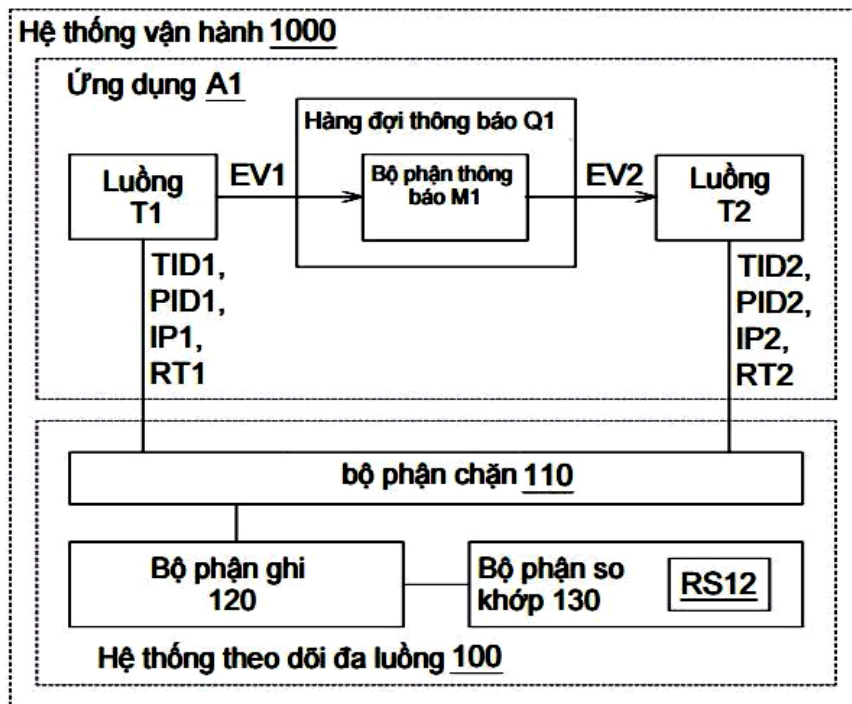 Hệ thống vận hành 1000
Ứng dụng A1
Hàng đợi thông báo Q1
Luồng
T1
EV1
Bộ phận thông
báo M1
EV2
Luồng
T2
TID1,
PID1,
IP1,
RT1
TID2,
PID2,
IP2,
RT2
bộ phận chặn 110
Bộ phận ghi
120
Bộ phận so
khớp 130
RS12
Hệ thống theo dõi đa luồng 100